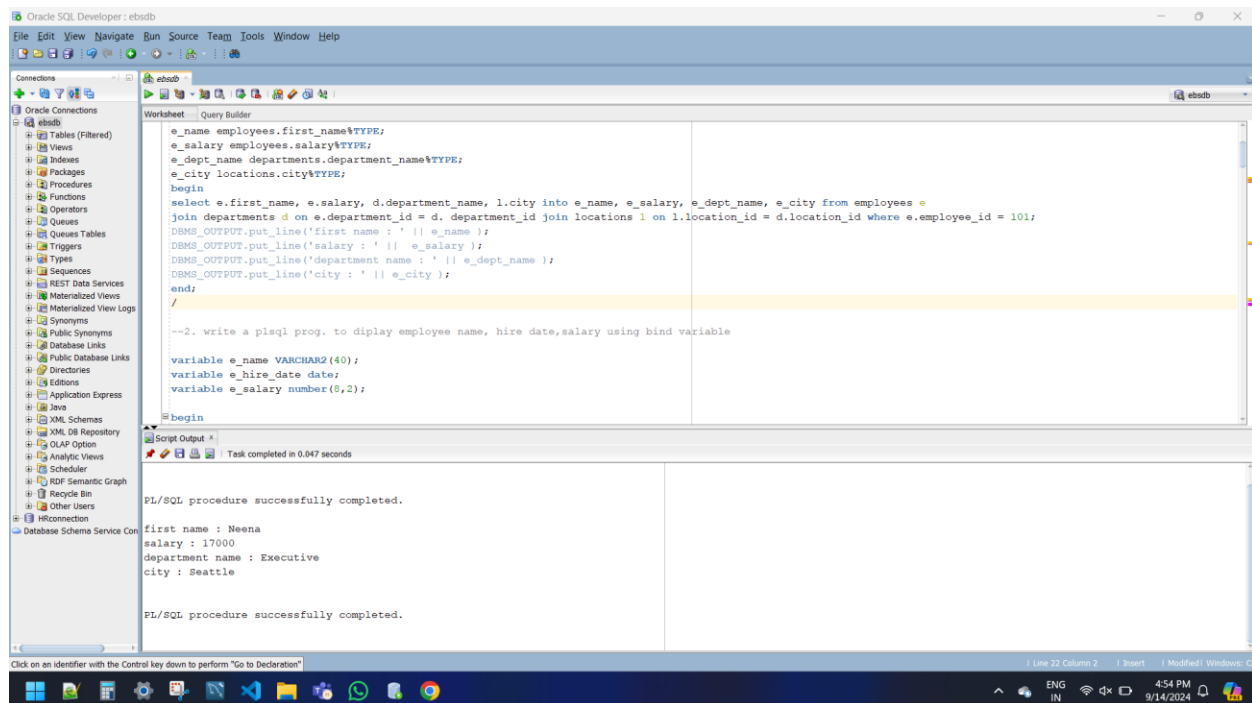 Oracle SQL Developer : ebsdb
File Edit View Navigate Run Source Team Tools Window Help
Connections
ebsdb
ebsdb
Oracle Connections
ebsdb
Tables (Filtered)
Views
Indexes
Packages
Procedures
Functions
Operators
Queues
Queues Tables
Triggers
Types
Sequences
REST Data Services
Materialized Views
Materialized View Logs
Synonyms
Public Synonyms
Database Links
Public Database Links
Directories
Editions
Application Express
Java
XML Schemas
XML DB Repository
OLAP Option
Analytic Views
Scheduler
RDF Semantic Graph
Recycle Bin
Other Users
HRconnection
Database Schema Service Con
Worksheet Query Builder
e_name employees.first_name%TYPE;
e_salary employees.salary%TYPE;
e_dept_name departments.department_name%TYPE;
e_city locations.city%TYPE;
begin
select e.first_name, e.salary, d.department_name, l.city into e_name, e_salary, e_dept_name, e_city from employees e
join departments d on e.department_id = d. department_id join locations l on l.location_id = d.location_id where e.employee_id = 101;
DBMS_OUTPUT.put_line('first name : ' || e_name );
DBMS_OUTPUT.put_line('salary : ' ||  e_salary );
DBMS_OUTPUT.put_line('department name : ' || e_dept_name );
DBMS_OUTPUT.put_line('city : ' || e_city );
end;
/
--2. write a plsql prog. to diplay employee name, hire date,salary using bind variable
variable e_name VARCHAR2(40);
variable e_hire_date date;
variable e_salary number(8,2);
begin
Script Output ×
Task completed in 0.047 seconds
PL/SQL procedure successfully completed.
first name : Neena
salary : 17000
department name : Executive
city : Seattle
PL/SQL procedure successfully completed.
Click on an identifier with the Control key down to perform "Go to Declaration"
Line 22 Column 2 | Insert | Modified | Windows: C
ENG
IN
4:54 PM
9/14/2024